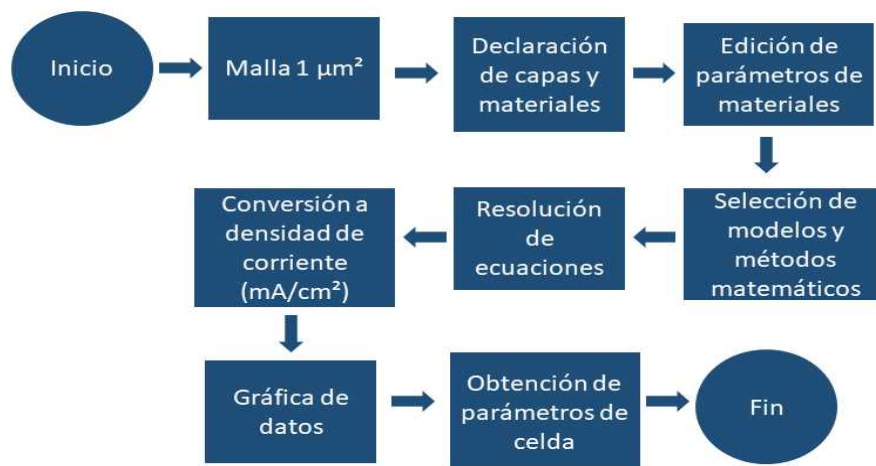 Inicio
Malla 1 μm²
Declaración
de capas y
materiales
Edición de
parámetros de
materiales
Selección de
modelos y
métodos
matemáticos
Resolución
de
ecuaciones
Conversión a
densidad de
corriente
(mA/cm²)
Gráfica de
datos
Obtención de
parámetros de
celda
Fin